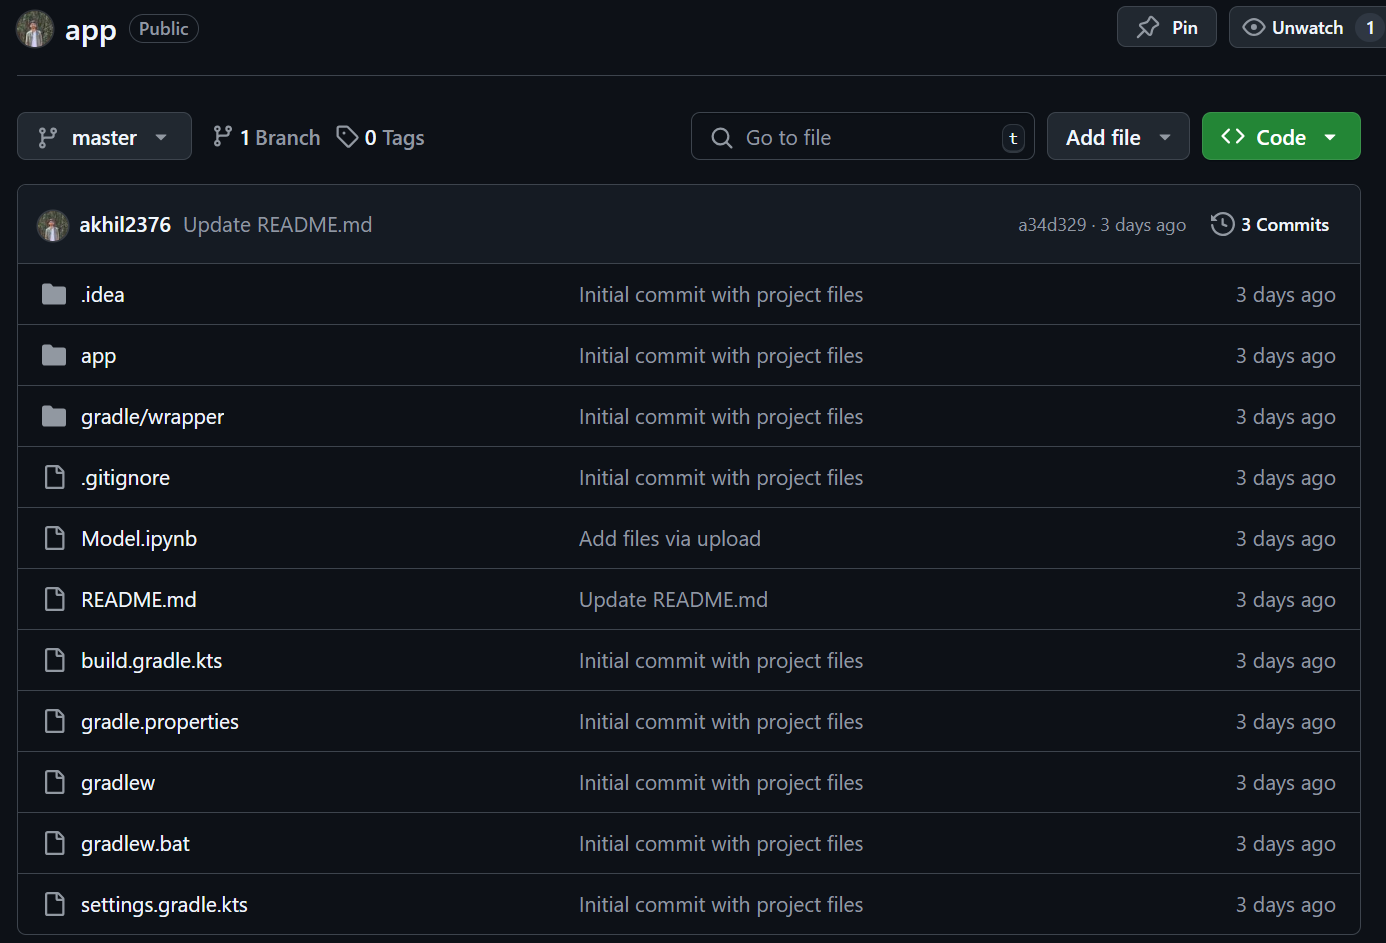 app Public Pin Unwatch 1
master 1 Branch 0 Tags Go to file t Add file Code
akhil2376 Update README.md a34d329 · 3 days ago 3 Commits
.idea Initial commit with project files 3 days ago
app Initial commit with project files 3 days ago
gradle/wrapper Initial commit with project files 3 days ago
.gitignore Initial commit with project files 3 days ago
Model.ipynb Add files via upload 3 days ago
README.md Update README.md 3 days ago
build.gradle.kts Initial commit with project files 3 days ago
gradle.properties Initial commit with project files 3 days ago
gradlew Initial commit with project files 3 days ago
gradlew.bat Initial commit with project files 3 days ago
settings.gradle.kts Initial commit with project files 3 days ago